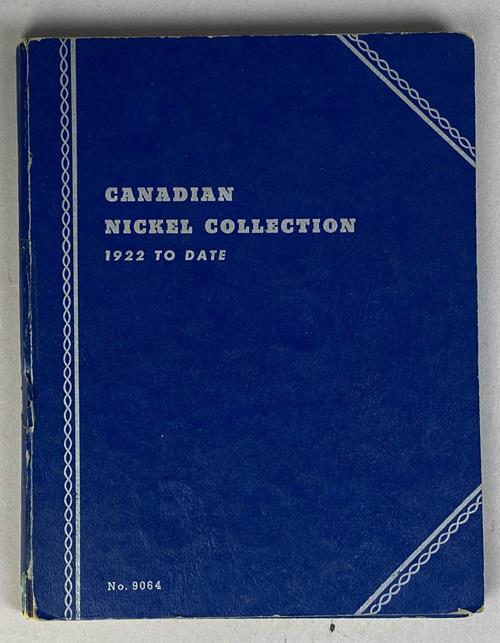 CANADIAN
NICKEL COLLECTION
1922 TO DATE
No. 9064